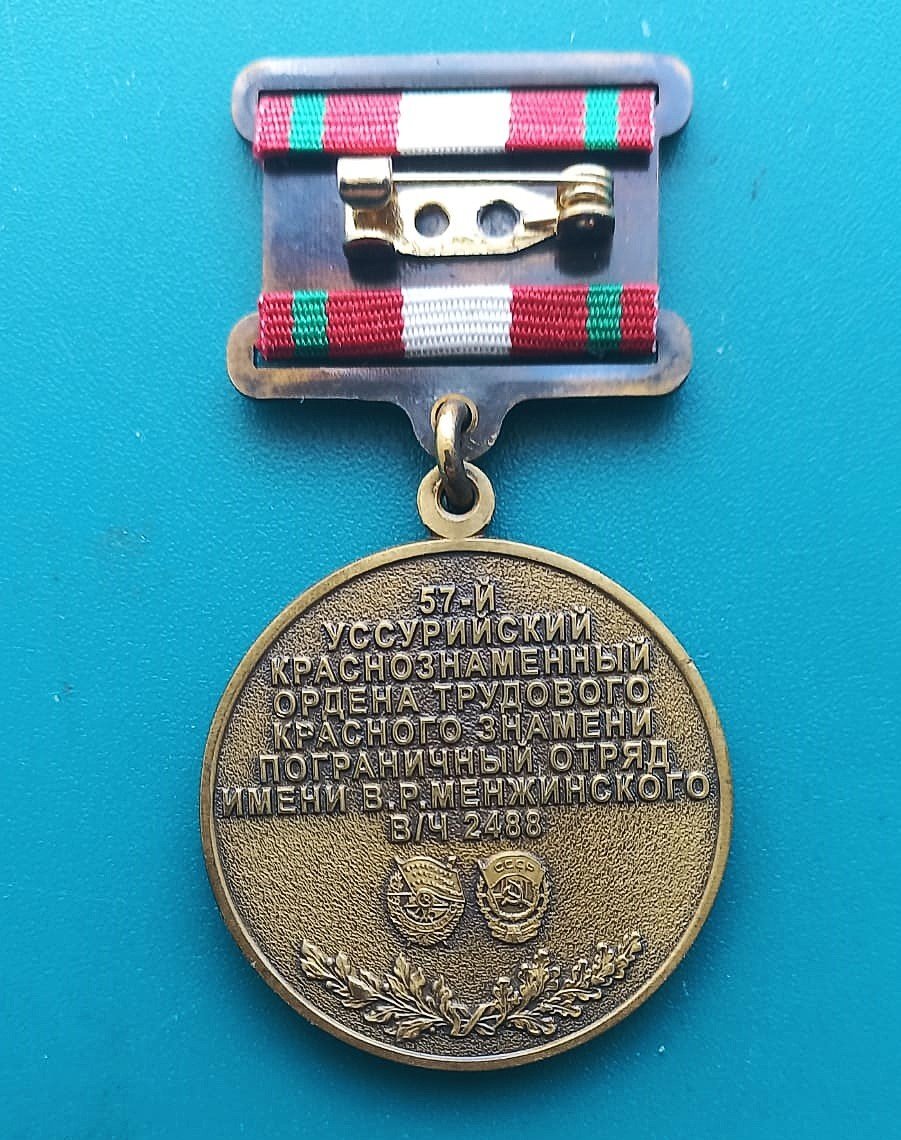 57-Й
УССУРИЙСКИЙ
КРАСНОЗНАМЕННЫЙ
ОРДЕНА ТРУДОВОГО
КРАСНОГО ЗНАМЕНИ
ПОГРАНИЧНЫЙ ОТРЯД
ИМЕНИ В.Р.МЕНЖИНСКОГО
В/Ч 2488
СССР